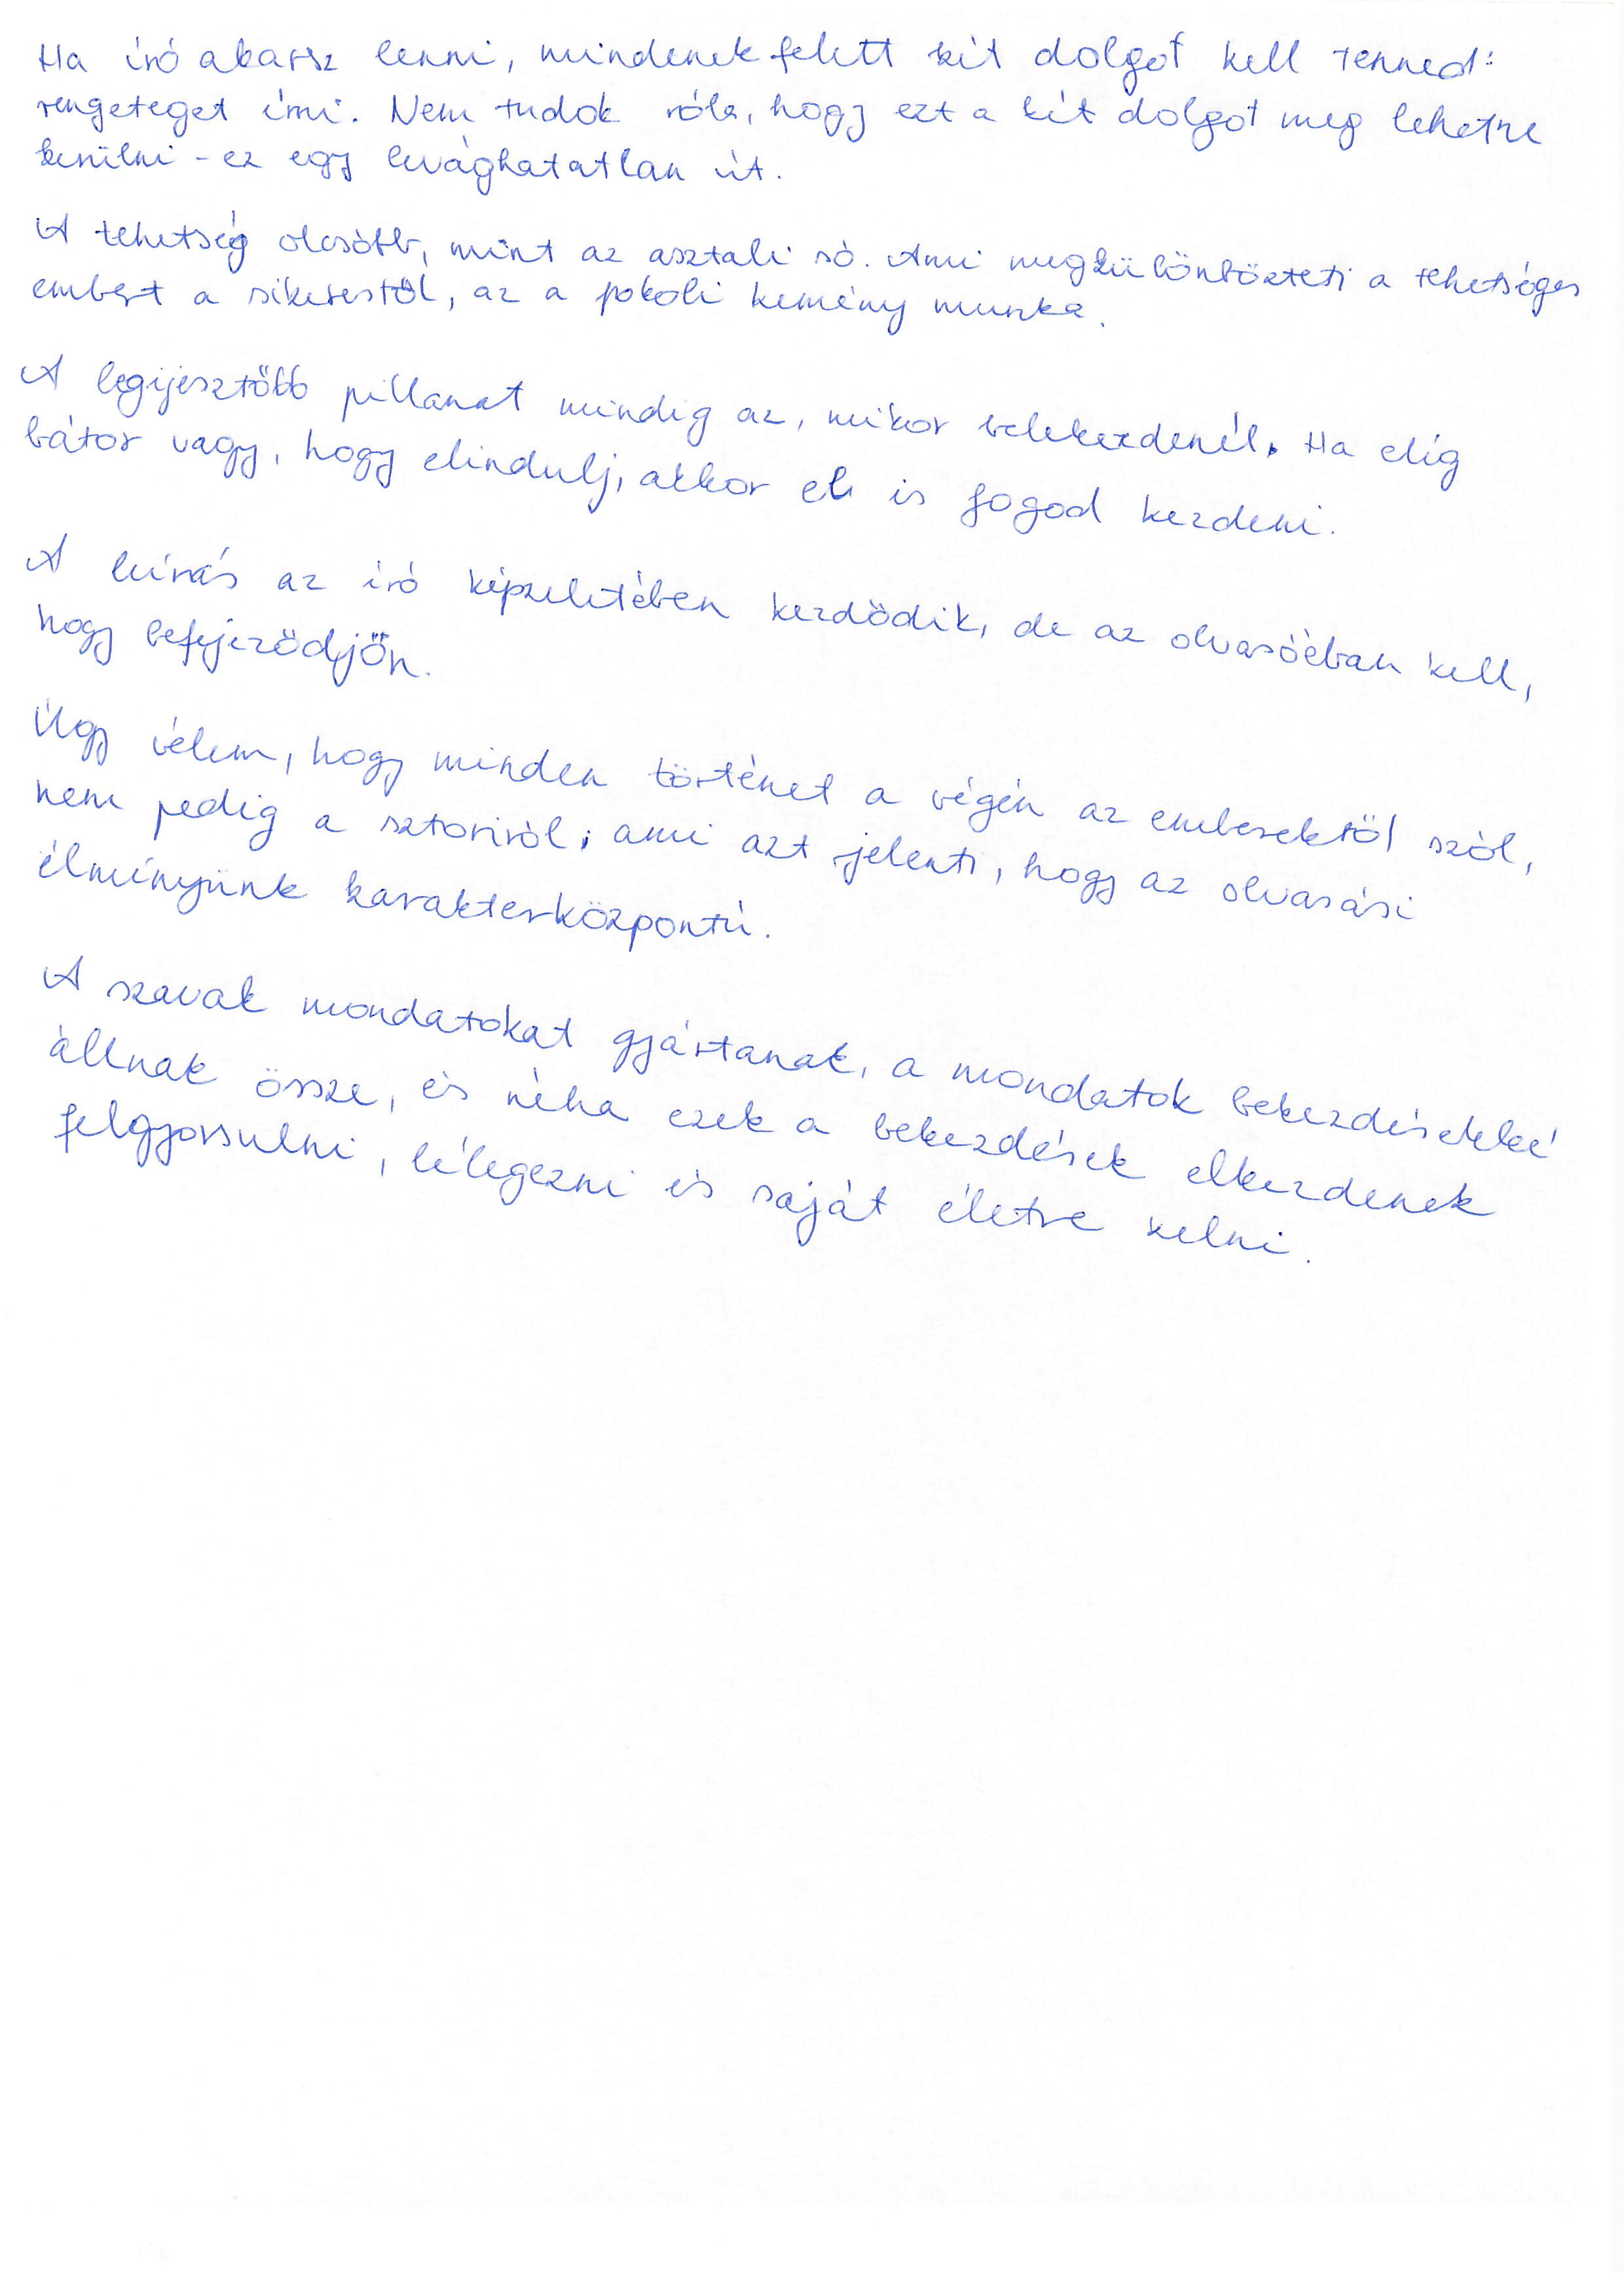 Ha író akarsz lenni, mindenek felett két dolgot kell tenned:
rengeteget írni. Nem tudok róla, hogy ezt a két dolgot meg lehetne
kerülni - ez egy levághatatlan út.
A tehetség olcsóbb, mint az asztali só. Ami megkülönbözteti a tehetséges
embert a sikerestől, az a pokoli kemény munka.
A legijesztőbb pillanat mindig az, mikor belekezdenél. Ha elég
bátor vagy, hogy elindulj, akkor el is fogod kezdeni.
A leírás az író képzeletében kezdődik, de az olvasóéban kell,
hogy befejeződjön.
Úgy vélem, hogy minden történet a végén az emberektől szól,
nem pedig a sztoriról, ami azt jelenti, hogy az olvasási
élményünk karakterközpontú.
A szavak mondatokat gyártanak, a mondatok bekezdésekké
állnak össze, és néha ezek a bekezdések elkezdenek
felgyorsulni, lélegezni és saját életre kelni.